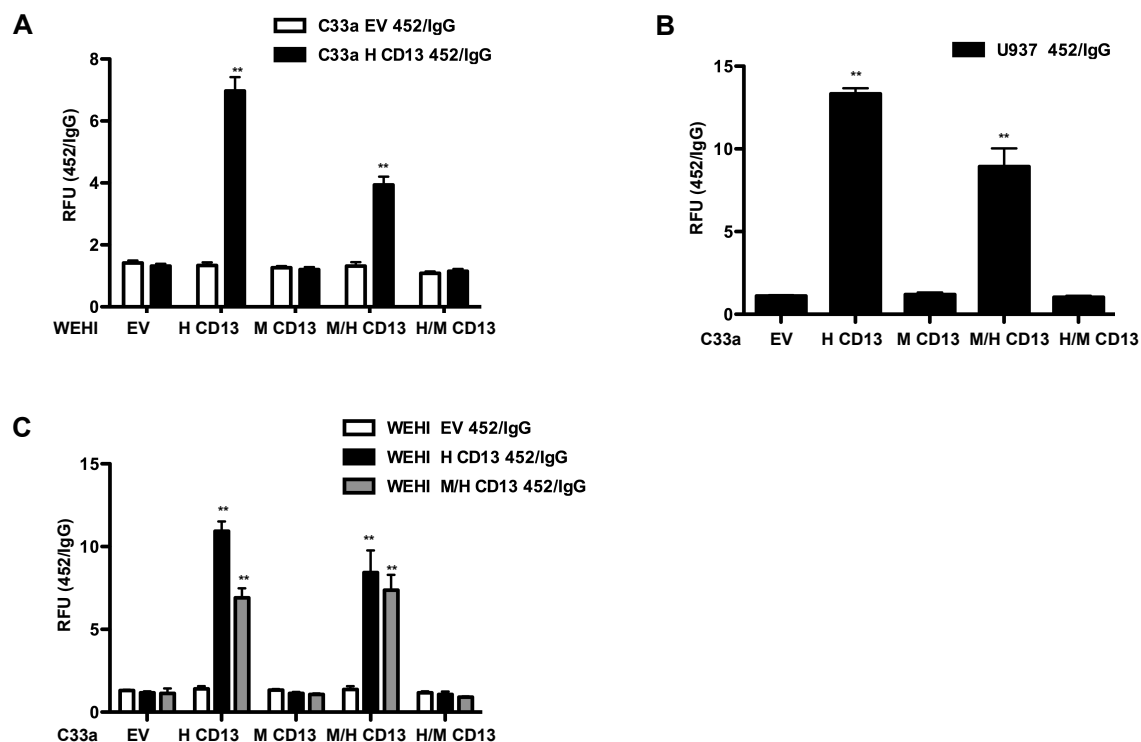 A
C33a EV 452/IgG
C33a H CD13 452/IgG
RFU (452/IgG)
8
6
4
2
0
**
**
WEHI EV H CD13 M CD13 M/H CD13 H/M CD13
B
U937 452/IgG
RFU (452/IgG)
15
10
5
0
**
**
C33a EV H CD13 M CD13 M/H CD13 H/M CD13
C
WEHI EV 452/IgG
WEHI H CD13 452/IgG
WEHI M/H CD13 452/IgG
RFU (452/IgG)
15
10
5
0
**
**
**
**
C33a EV H CD13 M CD13 M/H CD13 H/M CD13